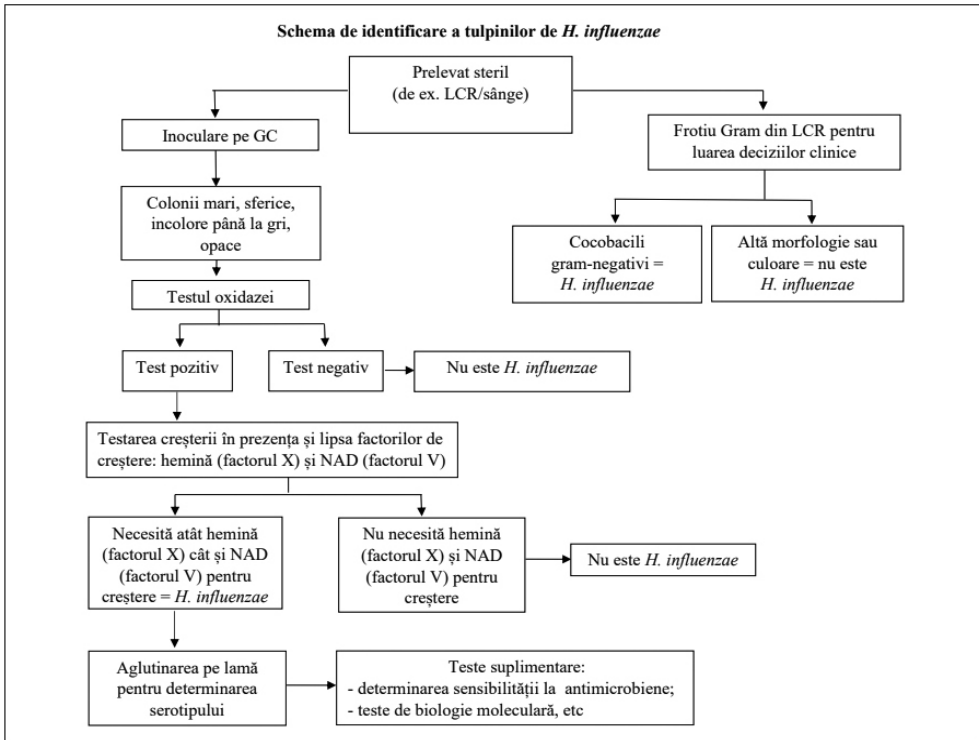 Schema de identificare a tulpinilor de H. influenzae
Prelevat steril
(de ex. LCR/sânge)
Inoculare pe GC
Frotiu Gram din LCR pentru
luarea deciziilor clinice
Colonii mari, sferice,
incolore până la gri,
opace
Cocobacili
gram-negativi =
H. influenzae
Altă morfologie sau
culoare = nu este
H. influenzae
Testul oxidazei
Test pozitiv
Test negativ
Nu este H. influenzae
Testarea creșterii în prezența și lipsa factorilor de
creștere: hemină (factorul X) și NAD (factorul V)
Necesită atât hemină
(factorul X) cât și NAD
(factorul V) pentru
creștere = H. influenzae
Nu necesită hemină
(factorul X) și NAD
(factorul V) pentru
creștere
Nu este H. influenzae
Aglutinarea pe lamă
pentru determinarea
serotipului
Teste suplimentare:
- determinarea sensibilității la antimicrobiene;
- teste de biologie moleculară, etc